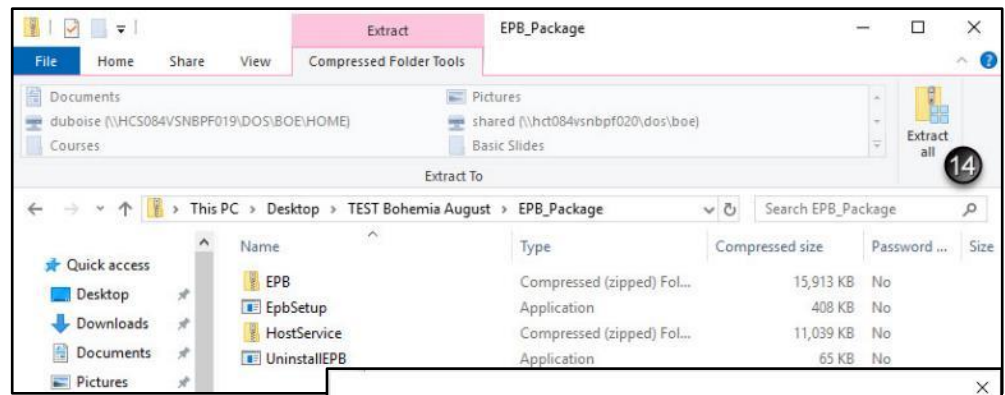 Extract EPB_Package
File Home Share View Compressed Folder Tools
Documents Pictures
duboise (\\HCS084VSNBPF019\DOS\BOE\HOME) shared (\\hct084vsnbpf020\dos\boe)
Courses Basic Slides
Extract all
14
Extract To
This PC > Desktop > TEST Bohemia August > EPB_Package Search EPB_Package
Name Type Compressed size Password ... Size
Quick access
Desktop
Downloads
Documents
Pictures
EPB Compressed (zipped) Fol... 15,913 KB No
EpbSetup Application 408 KB No
HostService Compressed (zipped) Fol... 11,039 KB No
UninstallEPB Application 65 KB No